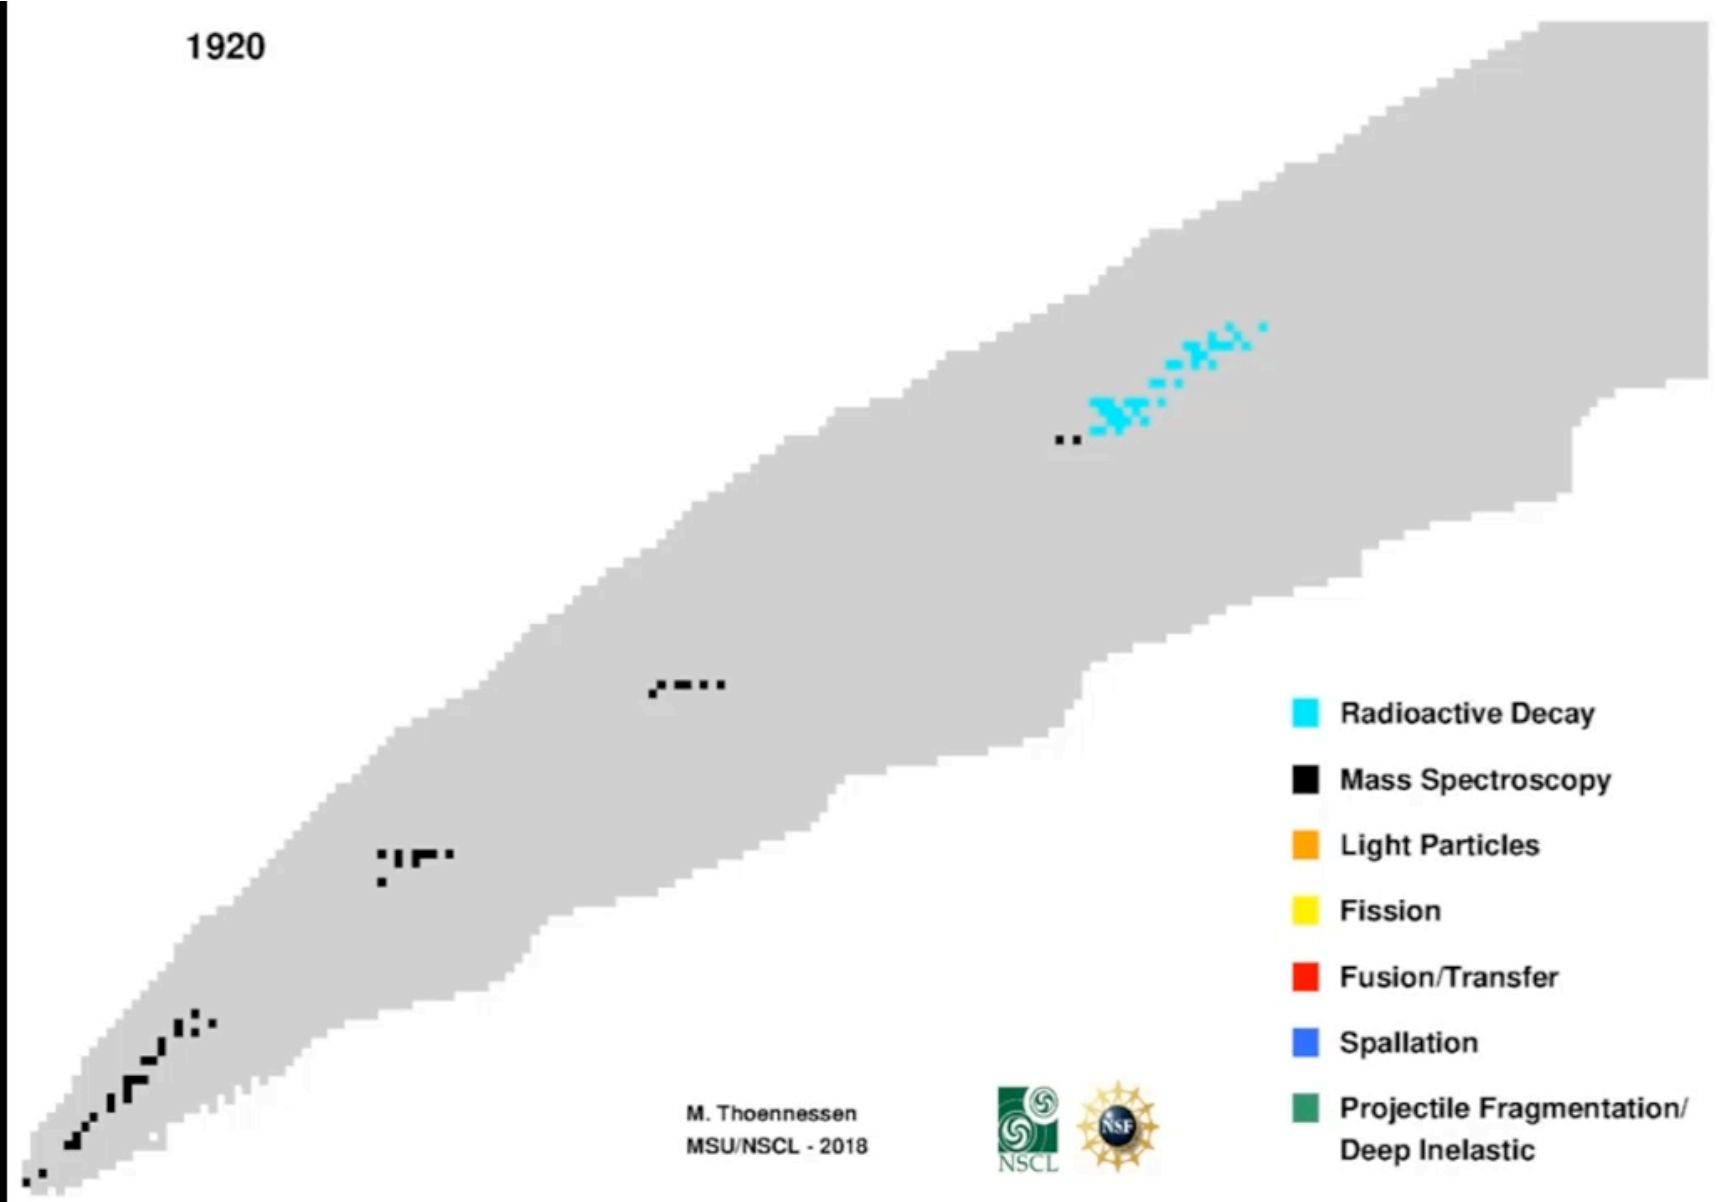 1920
Radioactive Decay
Mass Spectroscopy
Light Particles
Fission
Fusion/Transfer
Spallation
Projectile Fragmentation/
Deep Inelastic
M. Thoennessen
MSU/NSCL - 2018
NSCL
NSF